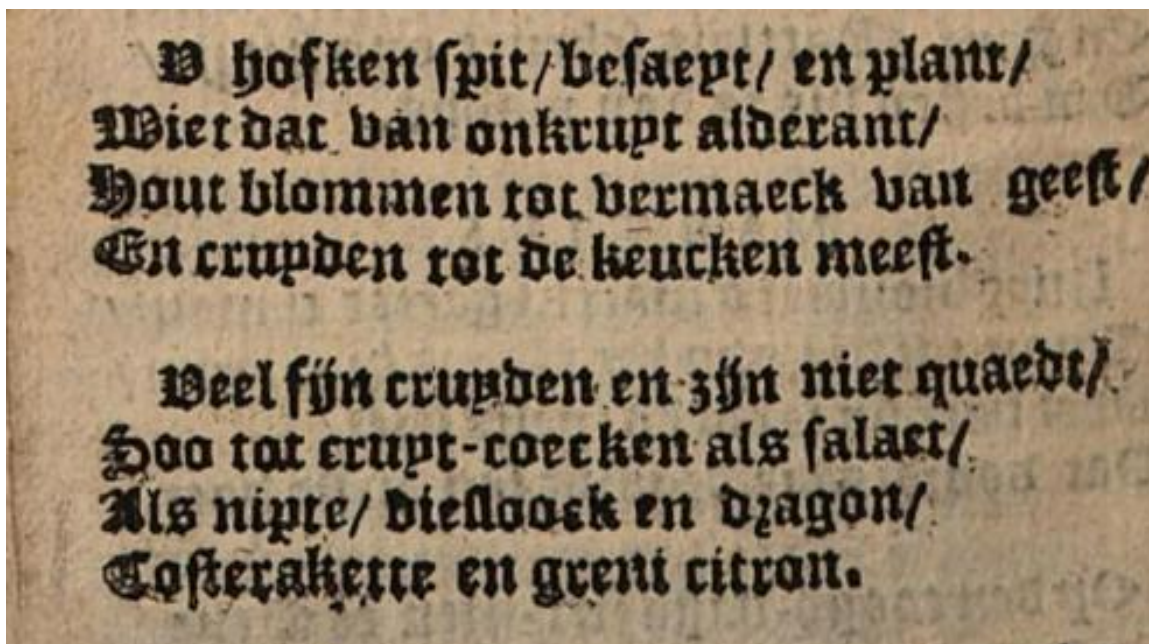 V hofken spit/ besaeyt/ en plant/
Wiet dat van onkruyt alderant/
Hout blommen tot vermaeck van geest/
En cruyden tot de keucken meest.
Veel fijn cruyden en zijn niet quaedt/
Soo tot cruyt-coecken als salaet/
Als nipte/ biesloock en dragon/
Costerakette en greni citron.